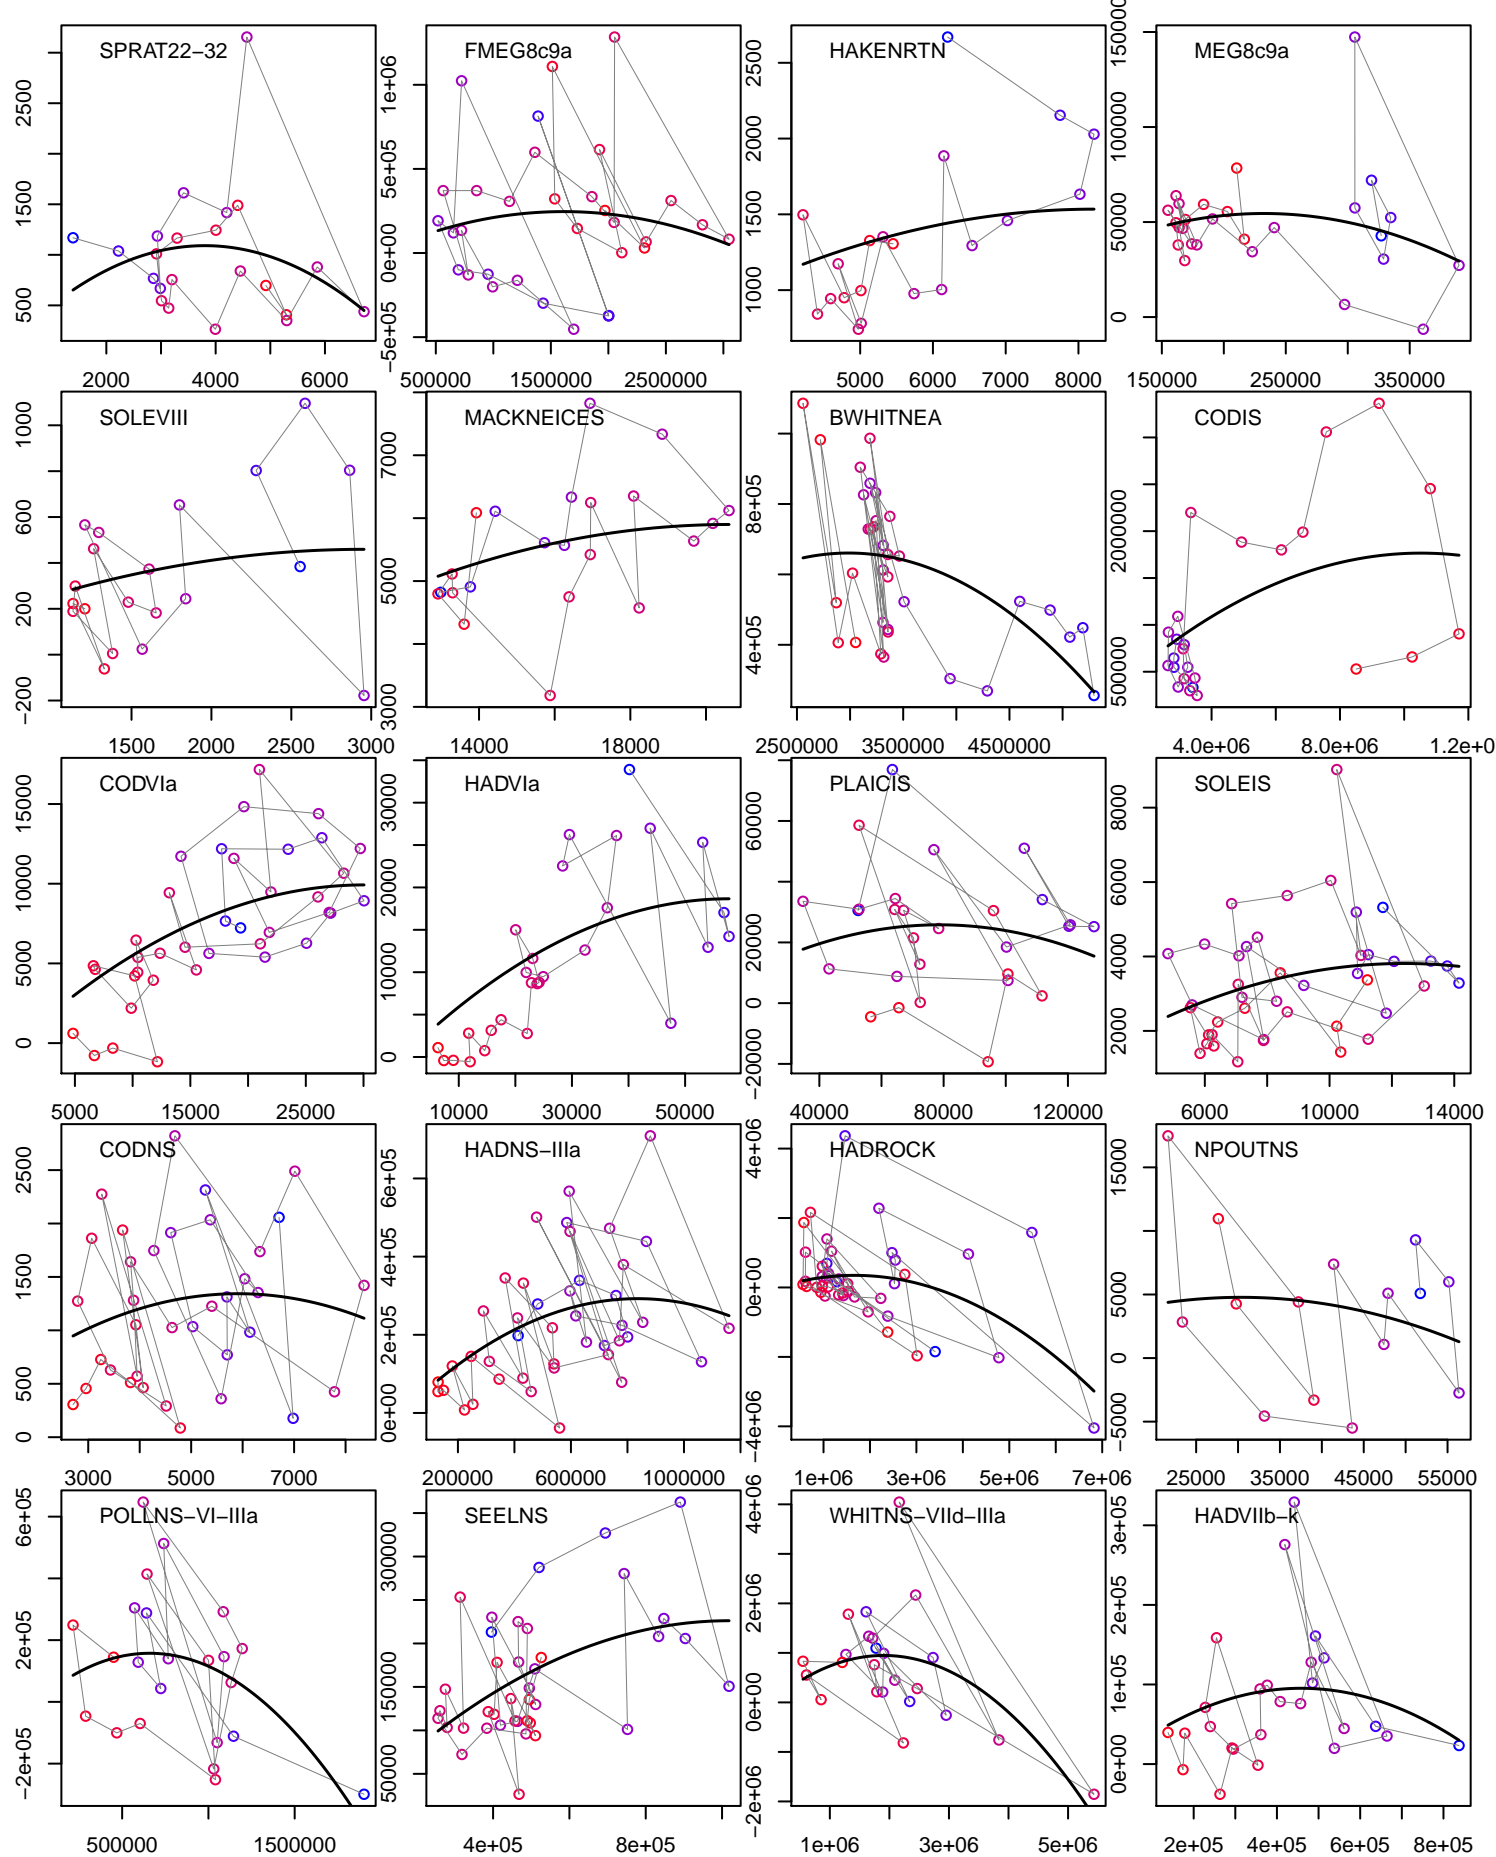 SPRAT22−32 FMEG8c9a HAKENRTN MEG8c9a
500 1500 2500
−5e+05 0e+00 5e+05 1e+06
1000 1500 2000 2500
0 50000 100000 150000
2000 4000 6000
500000 1500000 2500000
5000 6000 7000 8000
150000 250000 350000
SOLEVIII MACKNEICES BWHITNEA CODIS
−200 200 600 1000
3000 5000 7000
4e+05 8e+05
500000 2000000
1500 2000 2500 3000
14000 18000
2500000 3500000 4500000
4.0e+06 8.0e+06 1.2e+0
CODVIa HADVIa PLAICIS SOLEIS
0 5000 10000 15000
0 10000 20000 30000
−20000 0 20000 60000
2000 4000 6000 8000
5000 15000 25000
10000 30000 50000
40000 80000 120000
6000 10000 14000
CODNS HADNS−IIIa HADROCK NPOUTNS
0 500 1500 2500
0e+00 2e+05 4e+05 6e+05
−4e+06 0e+00 4e+06
−5000 0 5000 15000
3000 5000 7000
200000 600000 1000000
1e+06 3e+06 5e+06 7e+06
25000 35000 45000 55000
POLLNS−VI−IIIa SEELNS WHITNS−VIId−IIIa HADVIIb−k
−2e+05 2e+05 6e+05
50000 150000 300000
−2e+06 0e+00 2e+06 4e+06
0e+00 1e+05 2e+05 3e+05
500000 1500000
4e+05 8e+05
1e+06 3e+06 5e+06
2e+05 4e+05 6e+05 8e+05